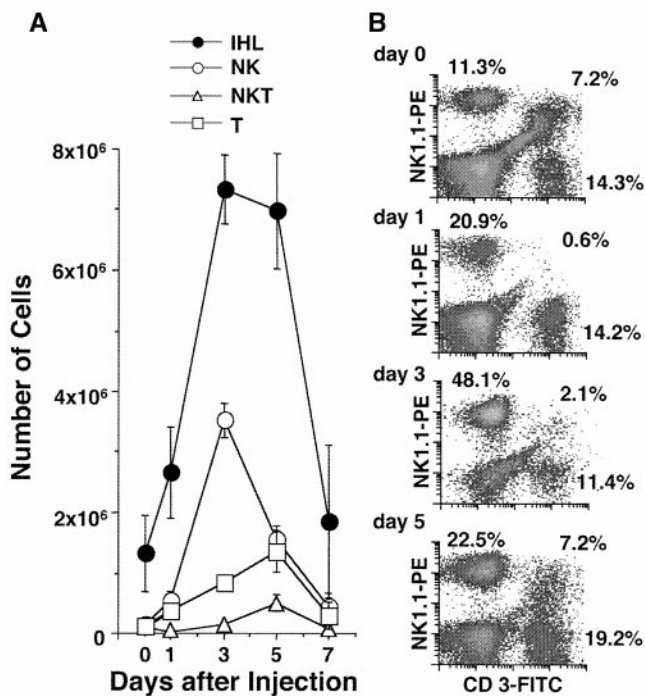 A
IHL
NK
NKT
T
8x10⁶
6x10⁶
4x10⁶
2x10⁶
0
Number of Cells
0 1 3 5 7
Days after Injection
B
day 0
11.3%
7.2%
14.3%
NK1.1-PE
day 1
20.9%
0.6%
14.2%
NK1.1-PE
day 3
48.1%
2.1%
11.4%
NK1.1-PE
day 5
22.5%
7.2%
19.2%
NK1.1-PE
CD 3-FITC